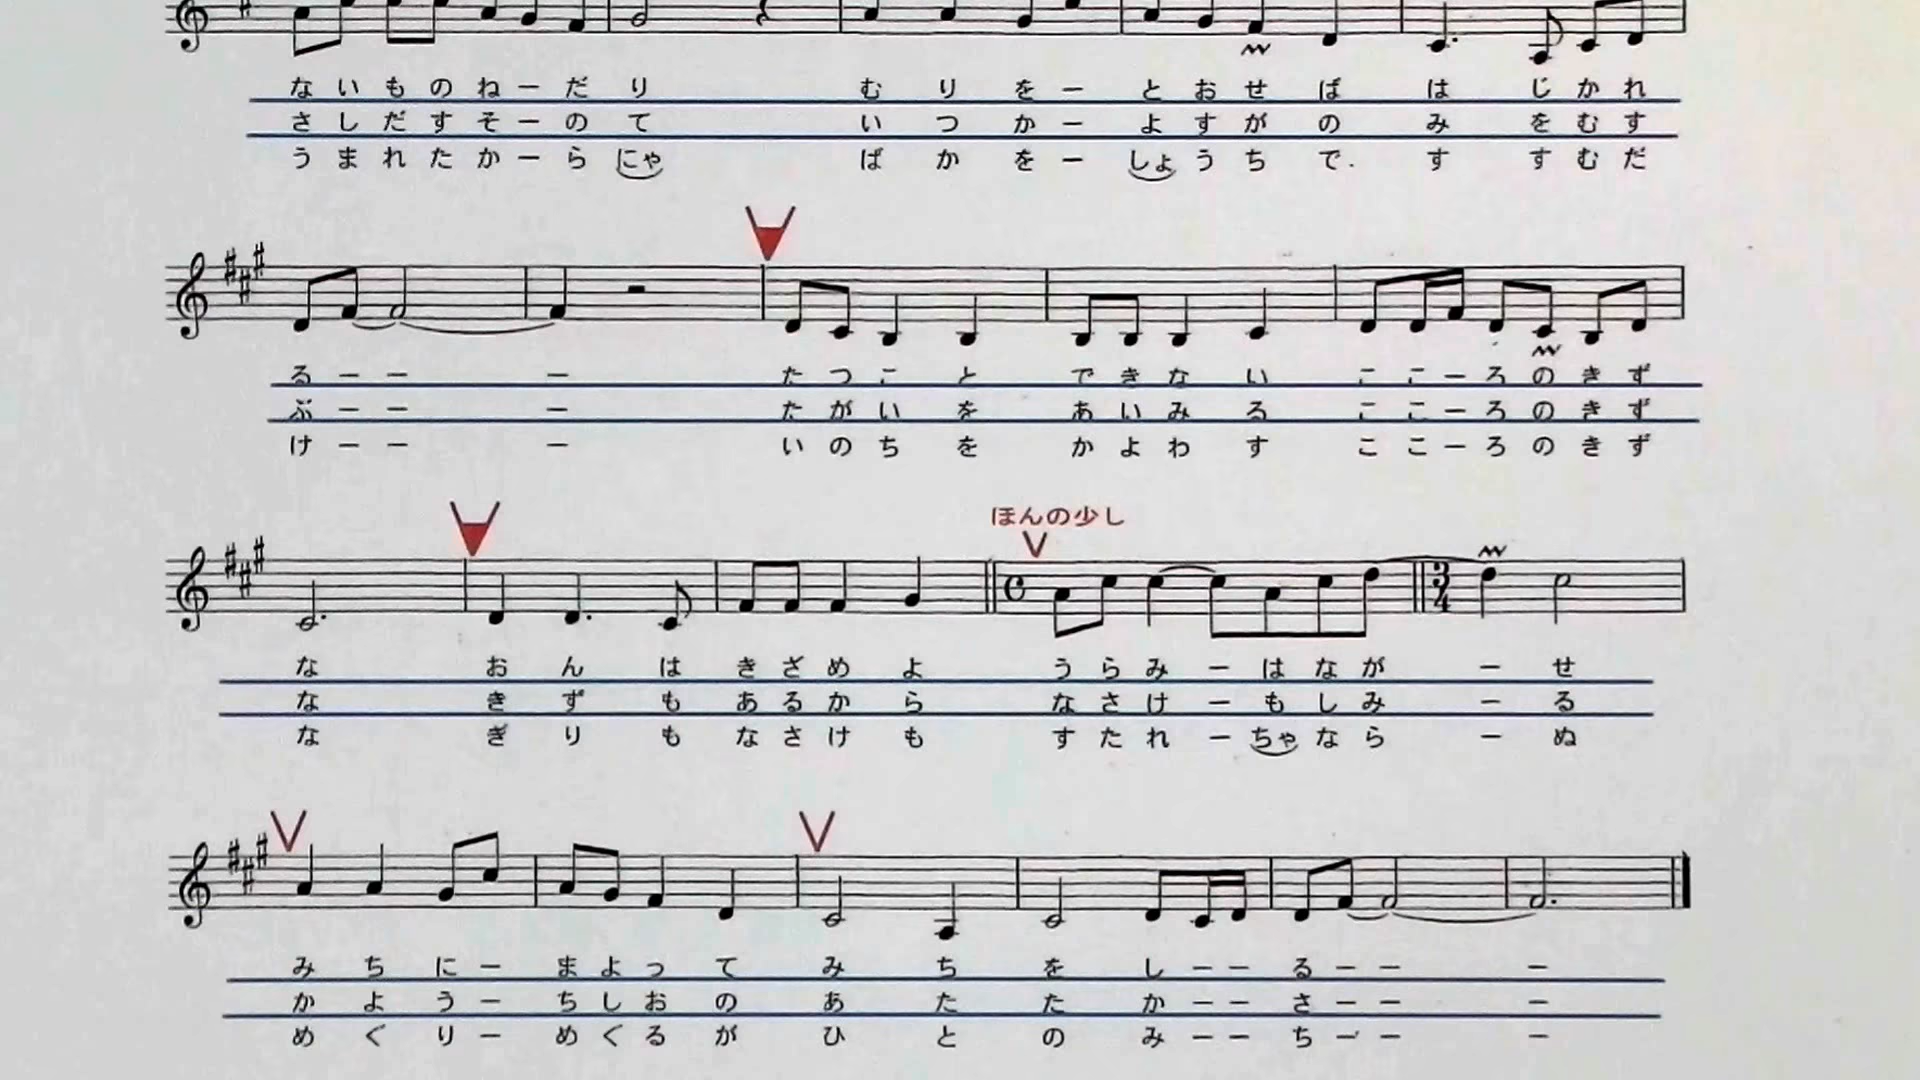 ないものねーだり むりをーとおせば はじかれ
さしだすそーのて いつかーよすがの みをむす
うまれたかーらにゃ ばかをーしょうちで. すすむだ
るーー ー たつこと できない ここーろのきず
ぶーー ー たがいを あいみる ここーろのきず
けーー ー いのちを かよわす ここーろのきず
ほんの少し
V
C 3/4
な おんは きざめよ うらみーはながーせ
な きずも あるから なさけーもしみーる
な ぎりも なさけも すたれーちゃならーぬ
V V
みちにー まよって みち をしーー るーー ー
かようー ちしおの あた たかーー さーー ー
めぐりー めぐるが ひと のみーー ちーー ー